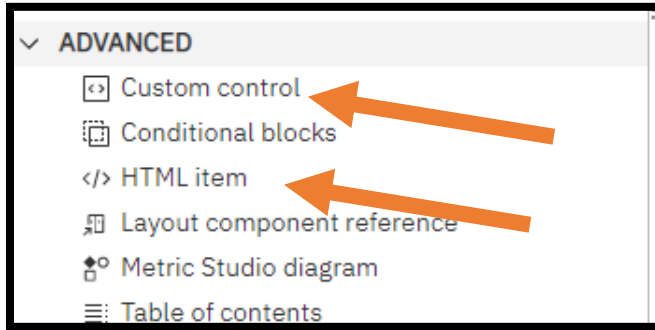 ADVANCED
Custom control
Conditional blocks
HTML item
Layout component reference
Metric Studio diagram
Table of contents